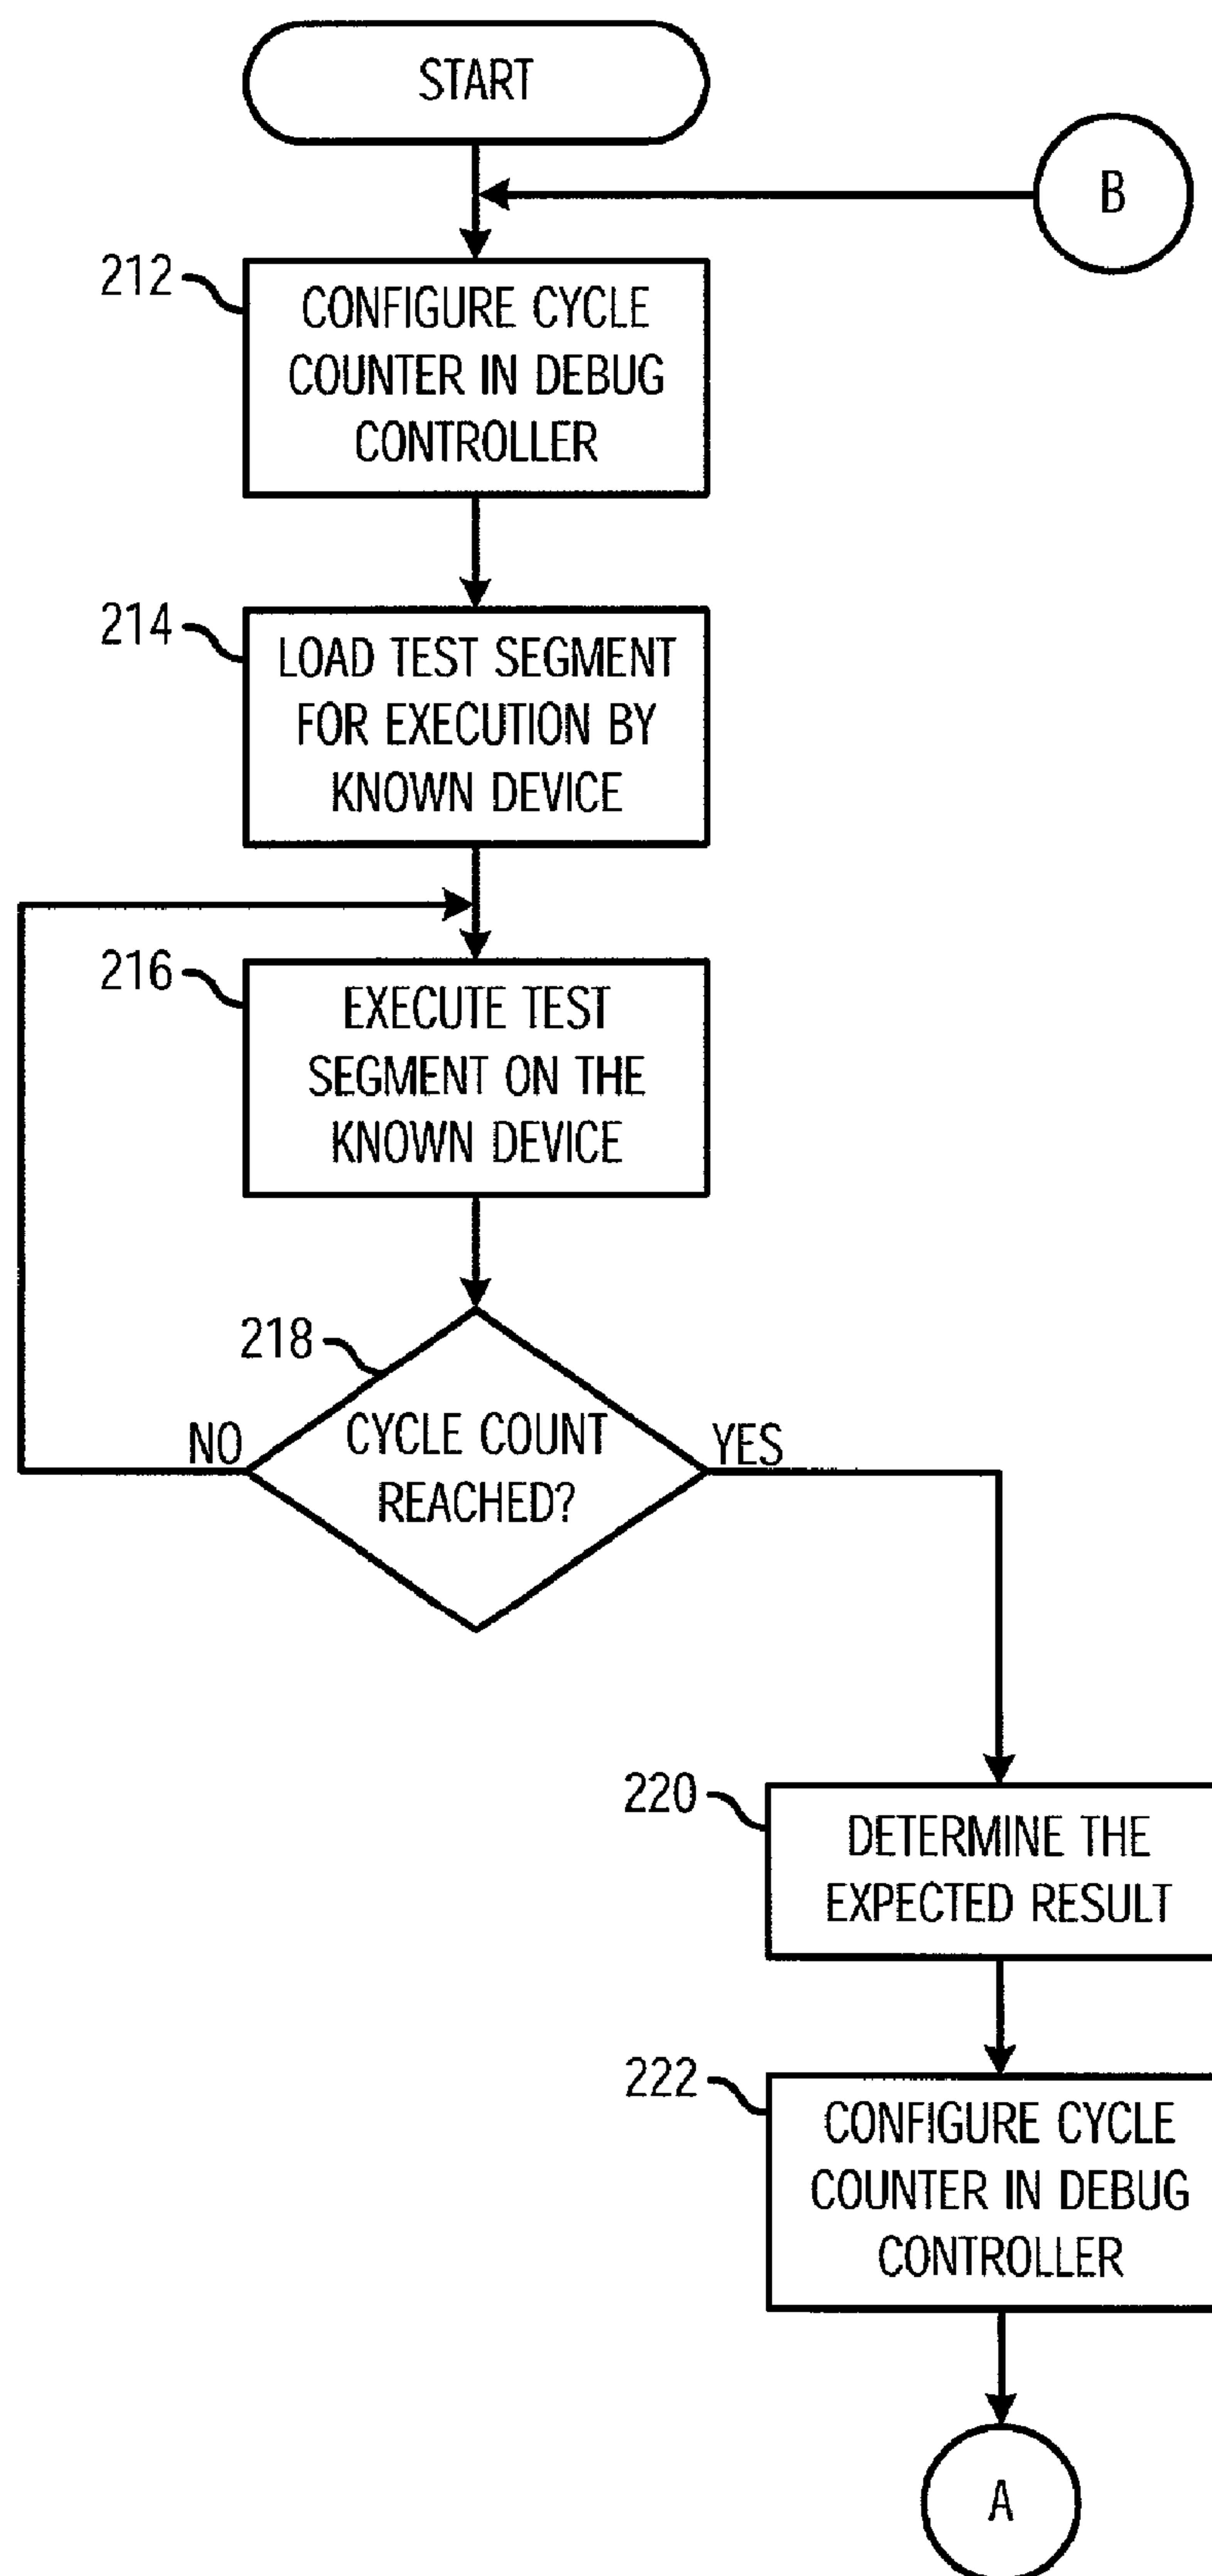 START
B
212
CONFIGURE CYCLE
COUNTER IN DEBUG
CONTROLLER
214
LOAD TEST SEGMENT
FOR EXECUTION BY
KNOWN DEVICE
216
EXECUTE TEST
SEGMENT ON THE
KNOWN DEVICE
218
CYCLE COUNT
REACHED?
NO
YES
220
DETERMINE THE
EXPECTED RESULT
222
CONFIGURE CYCLE
COUNTER IN DEBUG
CONTROLLER
A